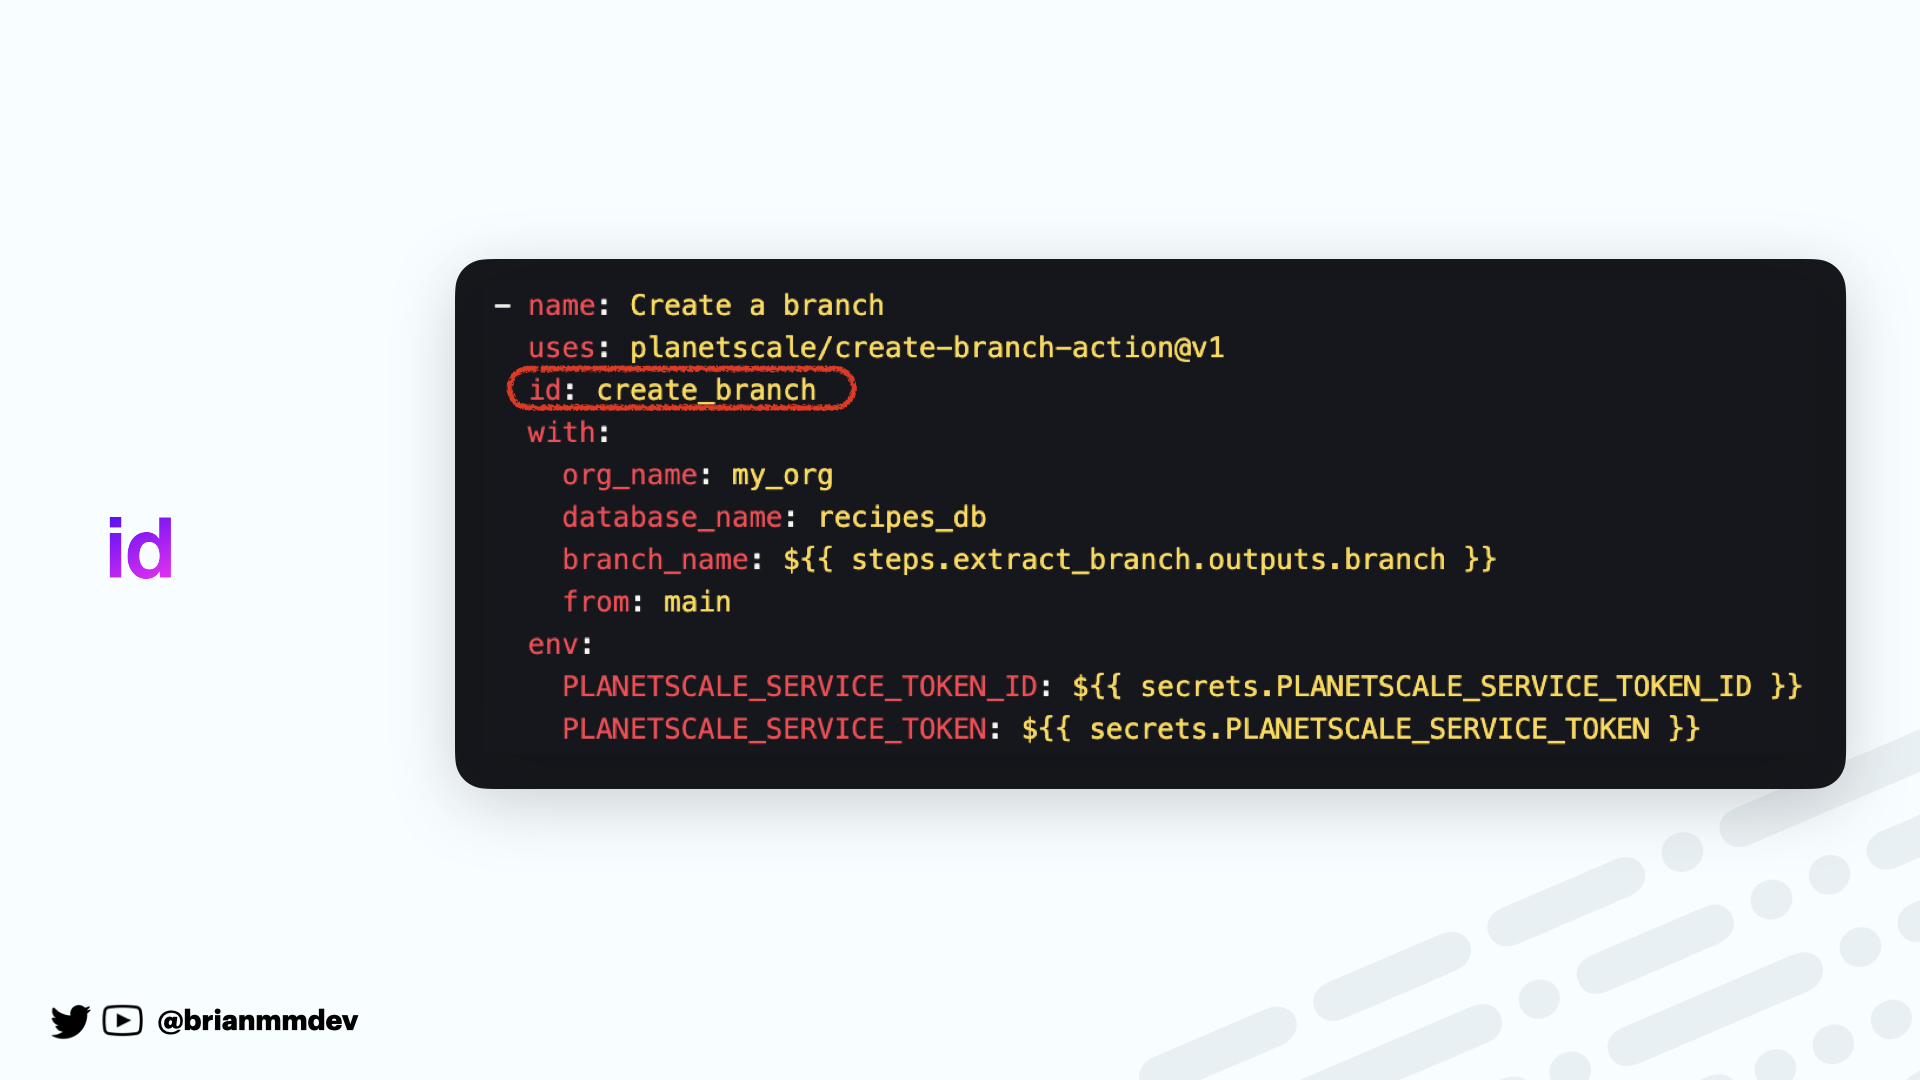 id
- name: Create a branch
uses: planetscale/create-branch-action@v1
id: create_branch
with:
org_name: my_org
database_name: recipes_db
branch_name: ${{ steps.extract_branch.outputs.branch }}
from: main
env:
PLANETSCALE_SERVICE_TOKEN_ID: ${{ secrets.PLANETSCALE_SERVICE_TOKEN_ID }}
PLANETSCALE_SERVICE_TOKEN: ${{ secrets.PLANETSCALE_SERVICE_TOKEN }}
@brianmmdev